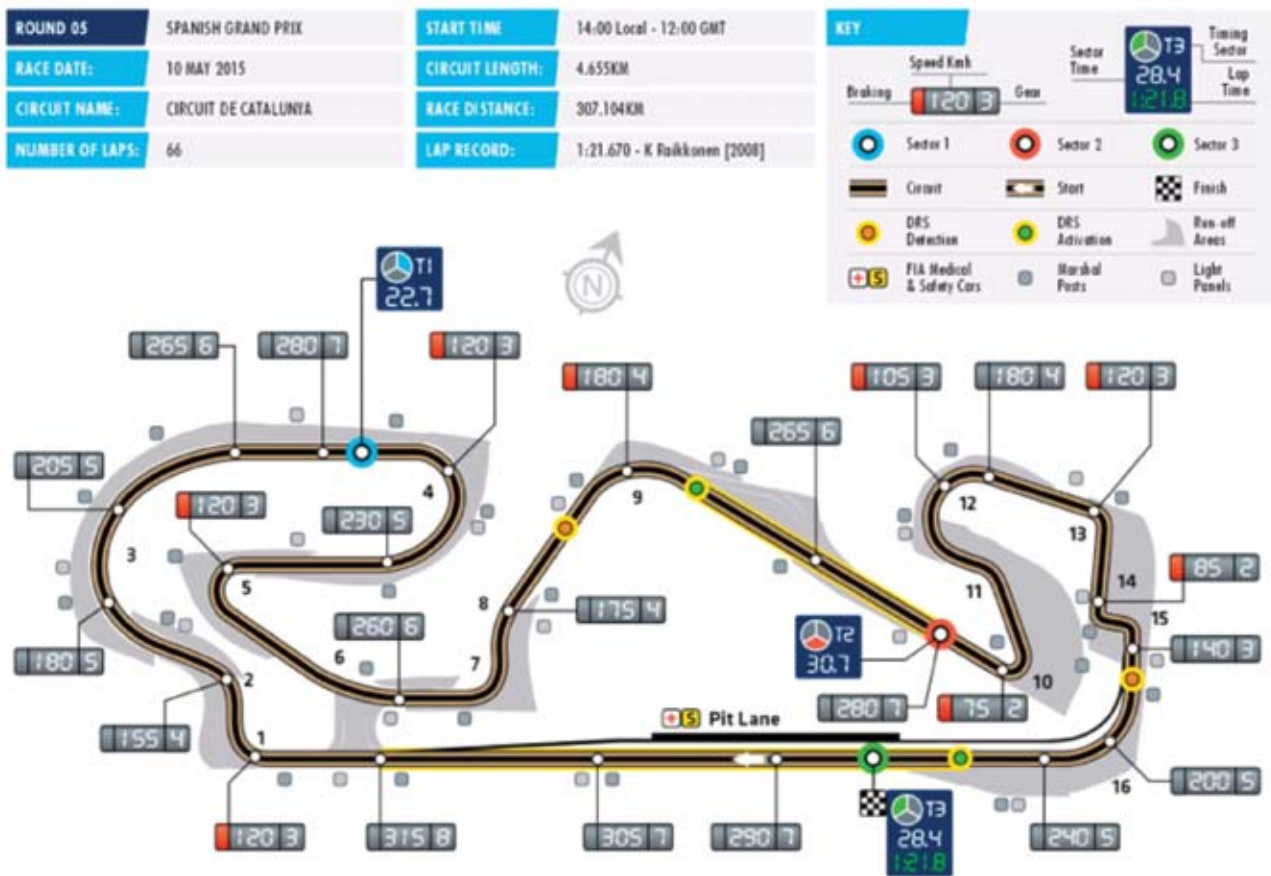 ROUND 05 SPANISH GRAND PRIX
RACE DATE: 10 MAY 2015
CIRCUIT NAME: CIRCUIT DE CATALUNYA
NUMBER OF LAPS: 66
START TIME 14:00 Local - 12:00 GMT
CIRCUIT LENGTH: 4.655KM
RACE DISTANCE: 307.104KM
LAP RECORD: 1:21.670 - K Raikkonen [2008]
KEY
Speed Kmh
Braking 120 3 Gear
Sector Time
T3
28.4
1:21.8
Timing Sector
Lap Time
Sector 1
Sector 2
Sector 3
Circuit
Start
Finish
DRS Detection
DRS Activation
Run-off Areas
FIA Medical & Safety Cars
Marshal Posts
Light Panels
N
T1
22.7
265 6
280 7
120 3
180 4
105 3
180 4
120 3
265 6
205 5
120 3
230 5
4
9
12
13
3
5
14
85 2
11
8
175 4
15
260 6
T2
30.7
140 3
180 5
6
7
2
10
280 7
75 2
155 4
S Pit Lane
1
200 5
16
120 3
315 8
305 7
290 7
T3
28.4
1:21.8
240 5